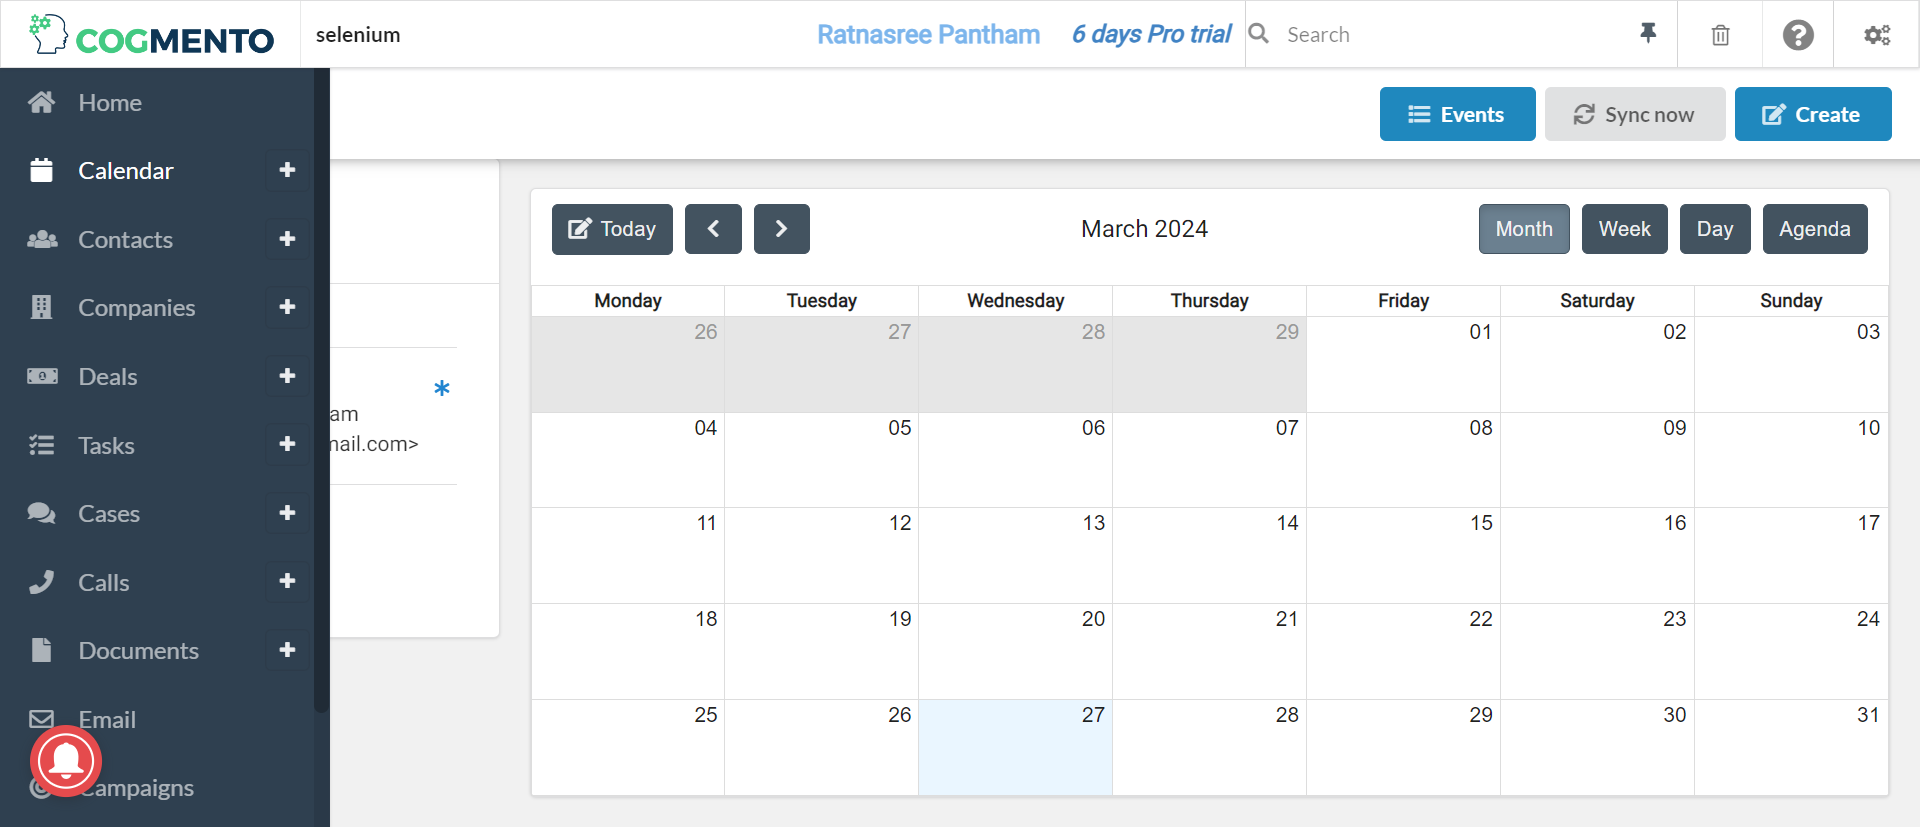 COGMENTO
selenium
Ratnasree Pantham
6 days Pro trial
Search
Home
Calendar
Contacts
Companies
Deals
Tasks
Cases
Calls
Documents
Email
Campaigns
Events
Sync now
Create
*
am
mail.com>
Today
March 2024
Month
Week
Day
Agenda
Monday Tuesday Wednesday Thursday Friday Saturday Sunday
26 27 28 29 01 02 03
04 05 06 07 08 09 10
11 12 13 14 15 16 17
18 19 20 21 22 23 24
25 26 27 28 29 30 31